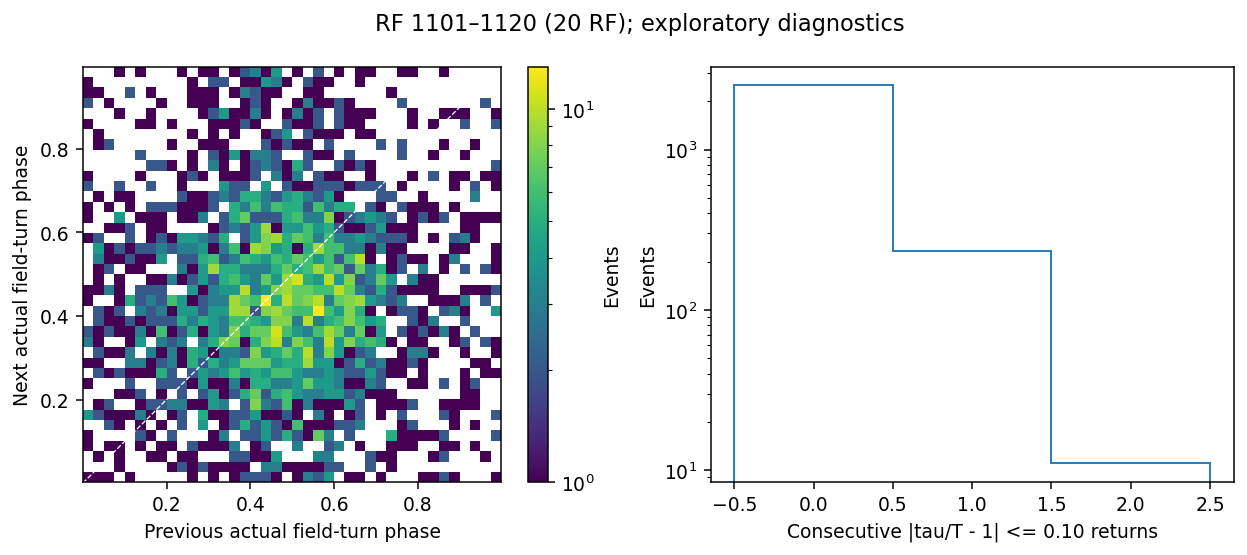 RF 1101–1120 (20 RF); exploratory diagnostics
Next actual field-turn phase
0.8
0.6
0.4
0.2
0.2 0.4 0.6 0.8
Previous actual field-turn phase
10¹
10⁰
Events
Events
10³
10²
10¹
−0.5 0.0 0.5 1.0 1.5 2.0 2.5
Consecutive |tau/T - 1| <= 0.10 returns